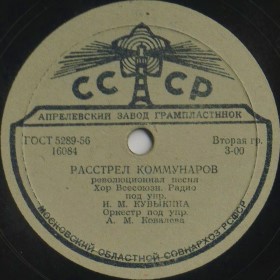 СССР
АПРЕЛЕВСКИЙ ЗАВОД ГРАМПЛАСТИНОК
ГОСТ 5289-56
16084
Вторая гр.
3-00
РАССТРЕЛ КОММУНАРОВ
революционная песня
Хор Всесоюзн. Радио
под упр.
И. М. КУВЫКИНА
Оркестр под упр.
А. М. Ковалева
МОСКОВСКИЙ ОБЛАСТНОЙ СОВНАРХОЗ РСФСР